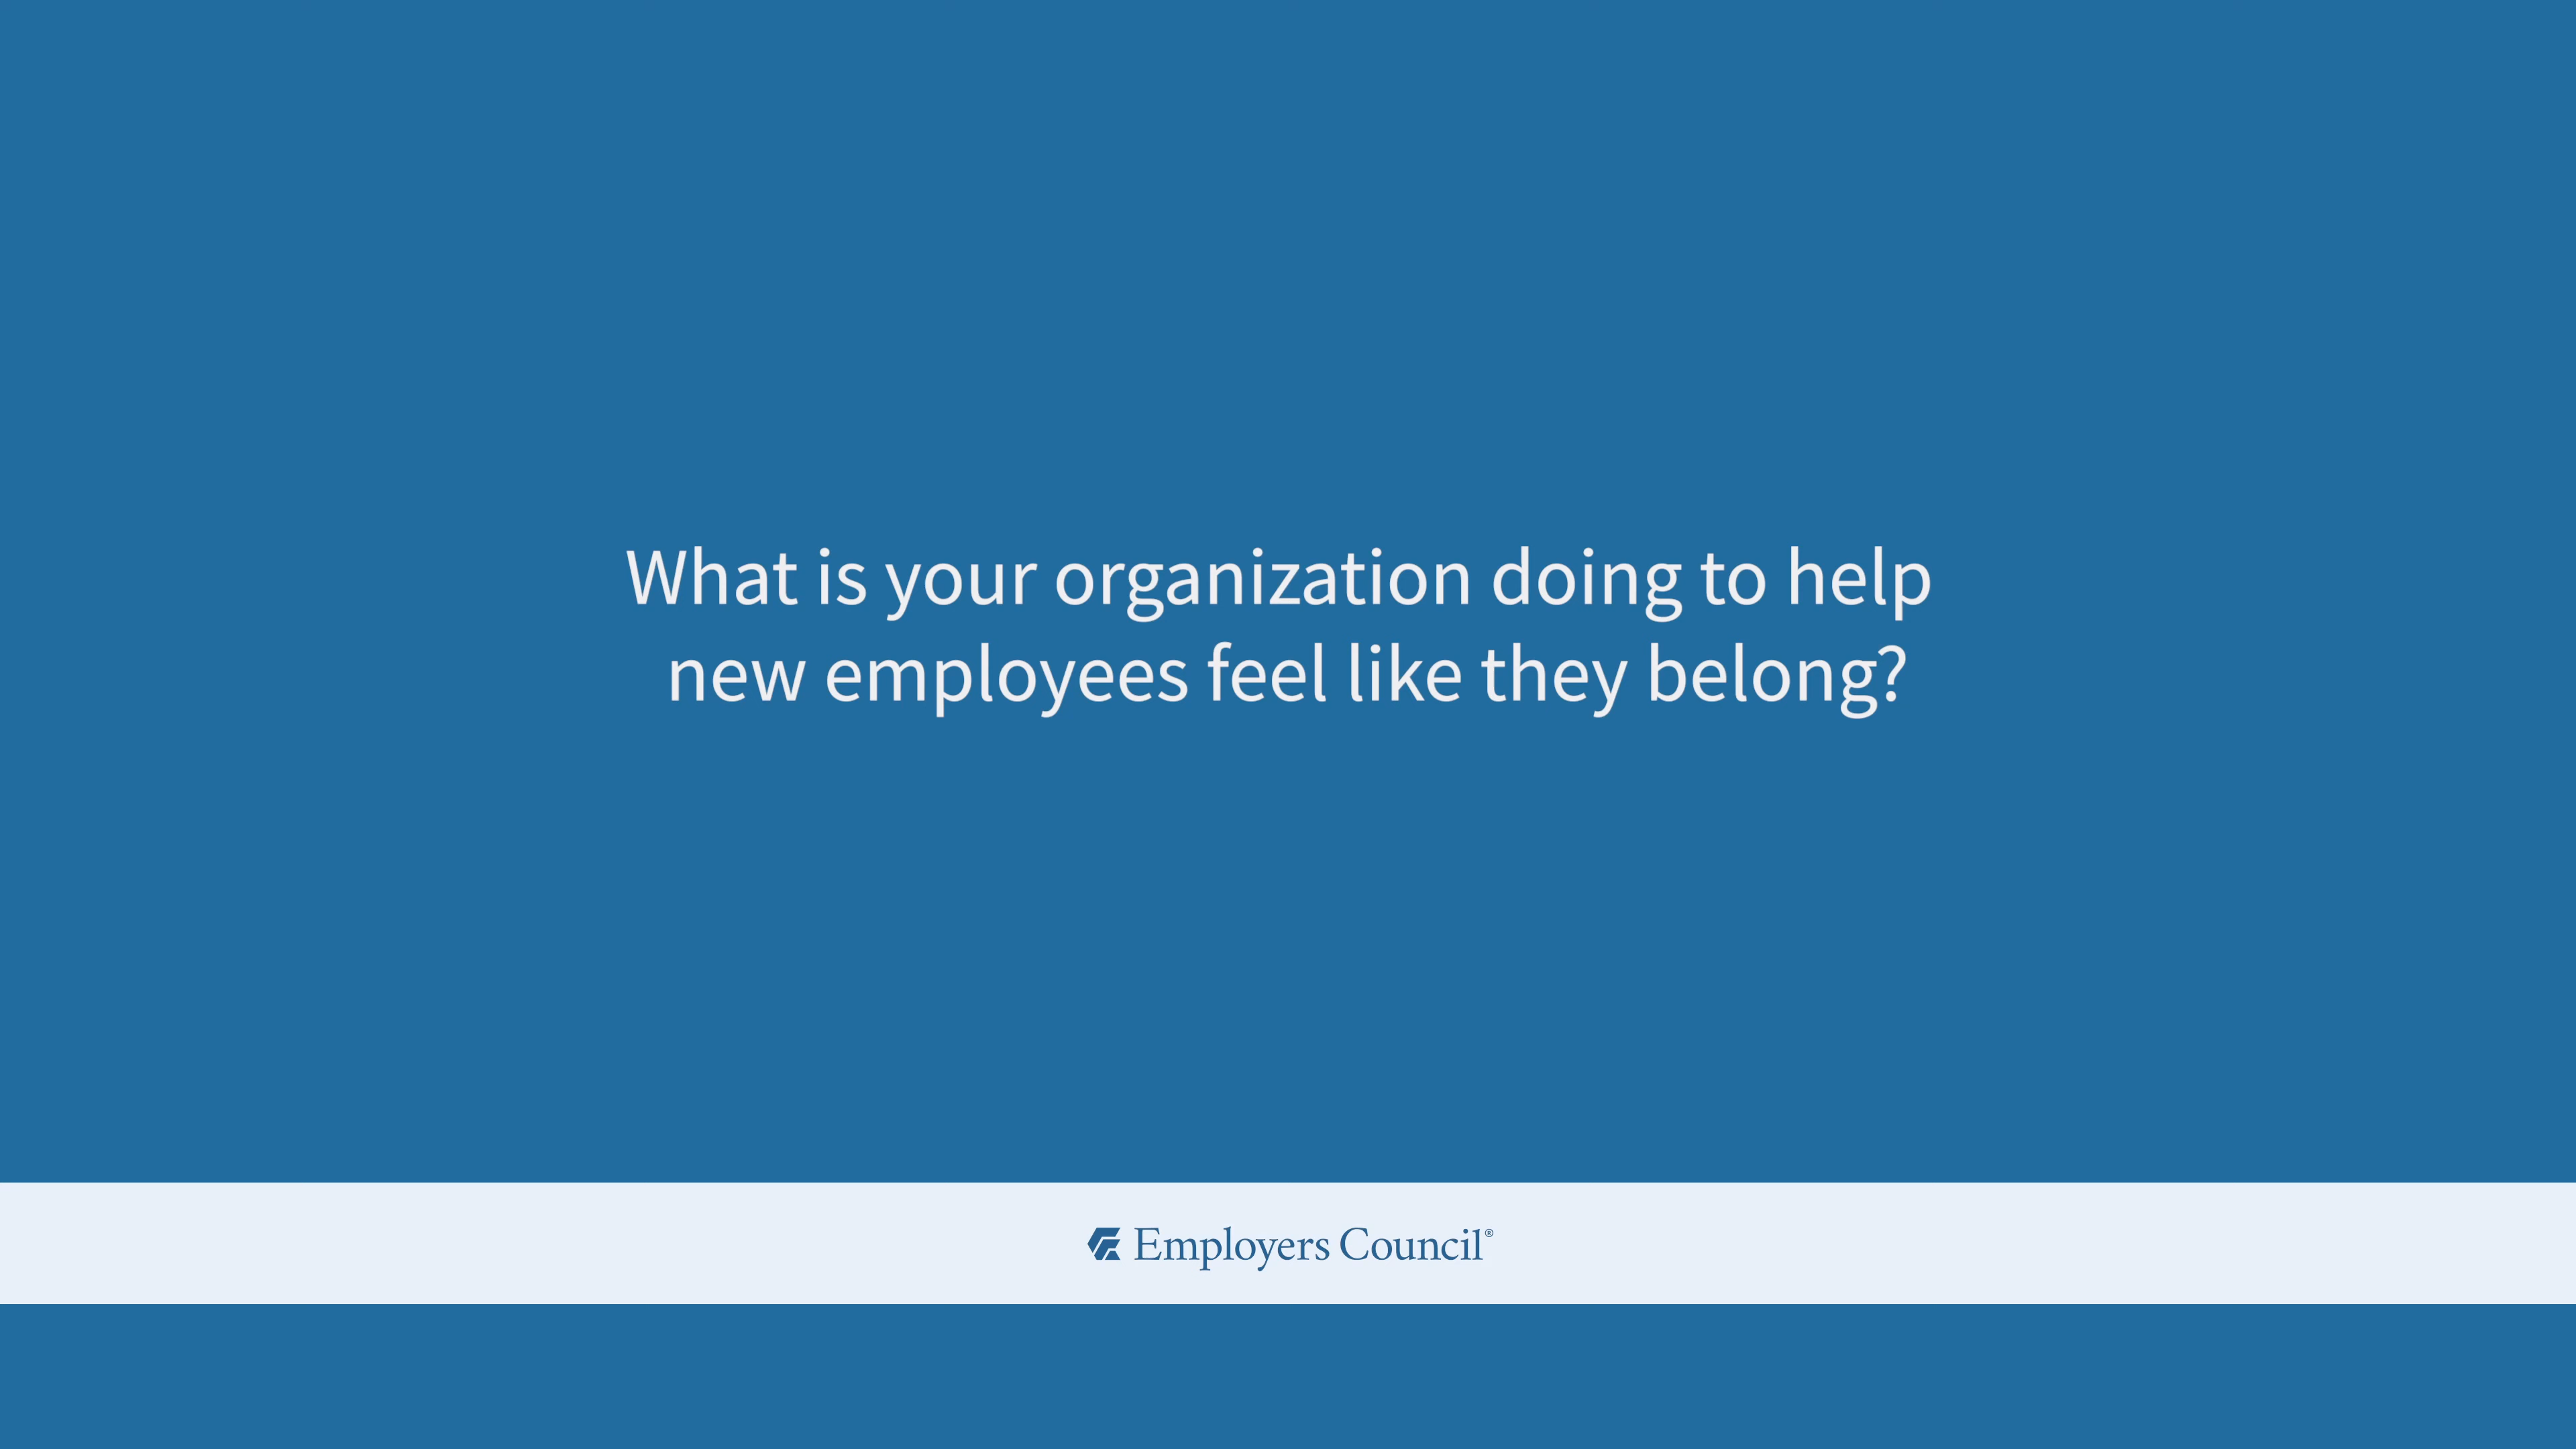 What is your organization doing to help
new employees feel like they belong?
Employers Council®